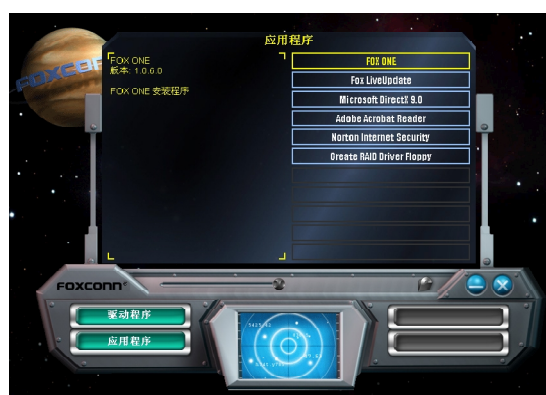 应用程序
FOX ONE
版本: 1.0.6.0
FOX ONE 安装程序
FOX ONE
Fox LiveUpdate
Microsoft DirectX 9.0
Adobe Acrobat Reader
Norton Internet Security
Create RAID Driver Floppy
FOXCONN
驱动程序
应用程序